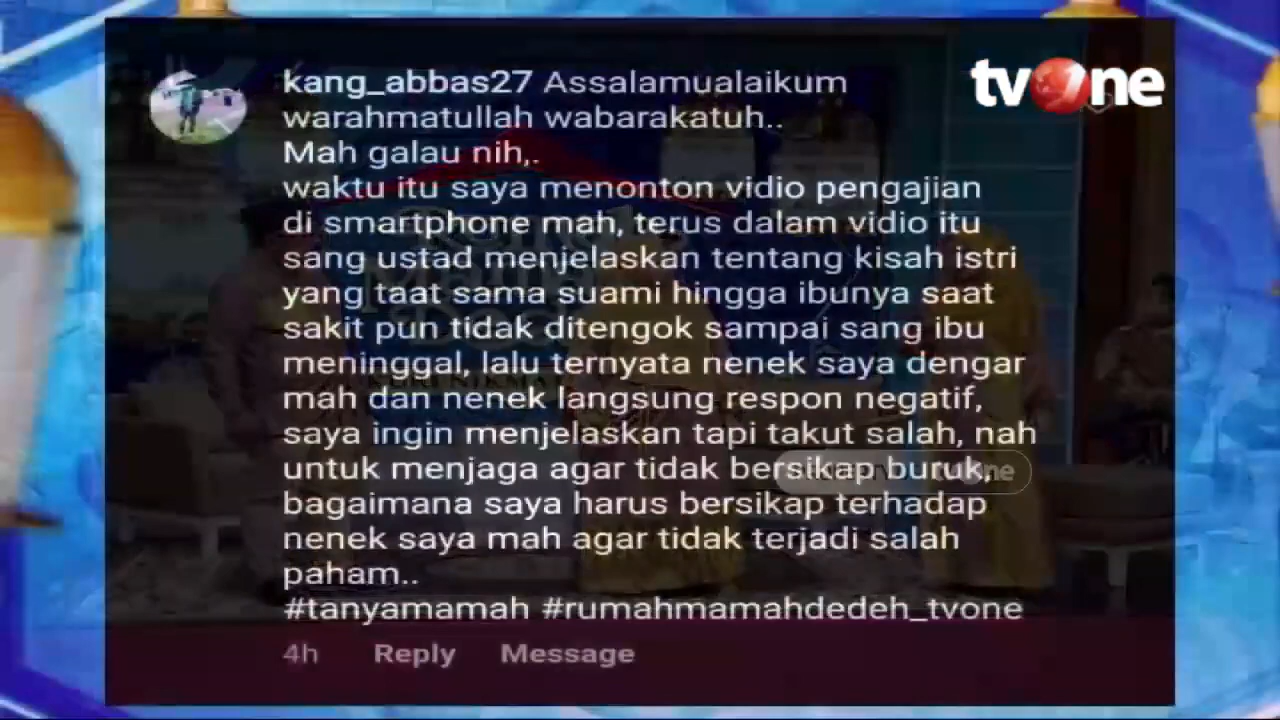 tvOne
kang_abbas27 Assalamualaikum
warahmatullah wabarakatuh..
Mah galau nih,.
waktu itu saya menonton vidio pengajian
di smartphone mah, terus dalam vidio itu
sang ustad menjelaskan tentang kisah istri
yang taat sama suami hingga ibunya saat
sakit pun tidak ditengok sampai sang ibu
meninggal, lalu ternyata nenek saya dengar
mah dan nenek langsung respon negatif,
saya ingin menjelaskan tapi takut salah, nah
untuk menjaga agar tidak bersikap buruk,
bagaimana saya harus bersikap terhadap
nenek saya mah agar tidak terjadi salah
paham..
#tanyamamah #rumahmamahdedeh_tvone
4h Reply Message